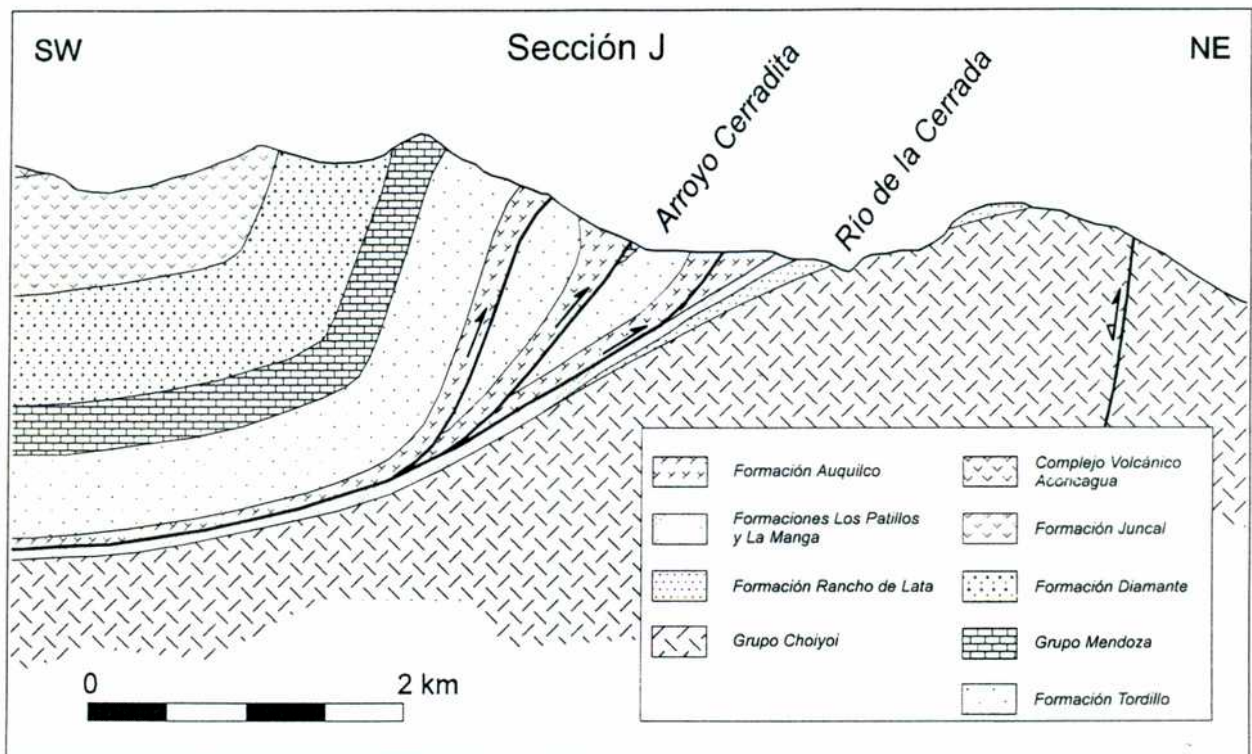 SW
Sección J
NE
Arroyo Cerradita
Río de la Cerrada
Formación Auquilco
Formaciones Los Patillos
y La Manga
Formación Rancho de Lata
Grupo Choiyoi
Complejo Volcánico
Aconcagua
Formación Juncal
Formación Diamante
Grupo Mendoza
Formación Tordillo
0
2 km